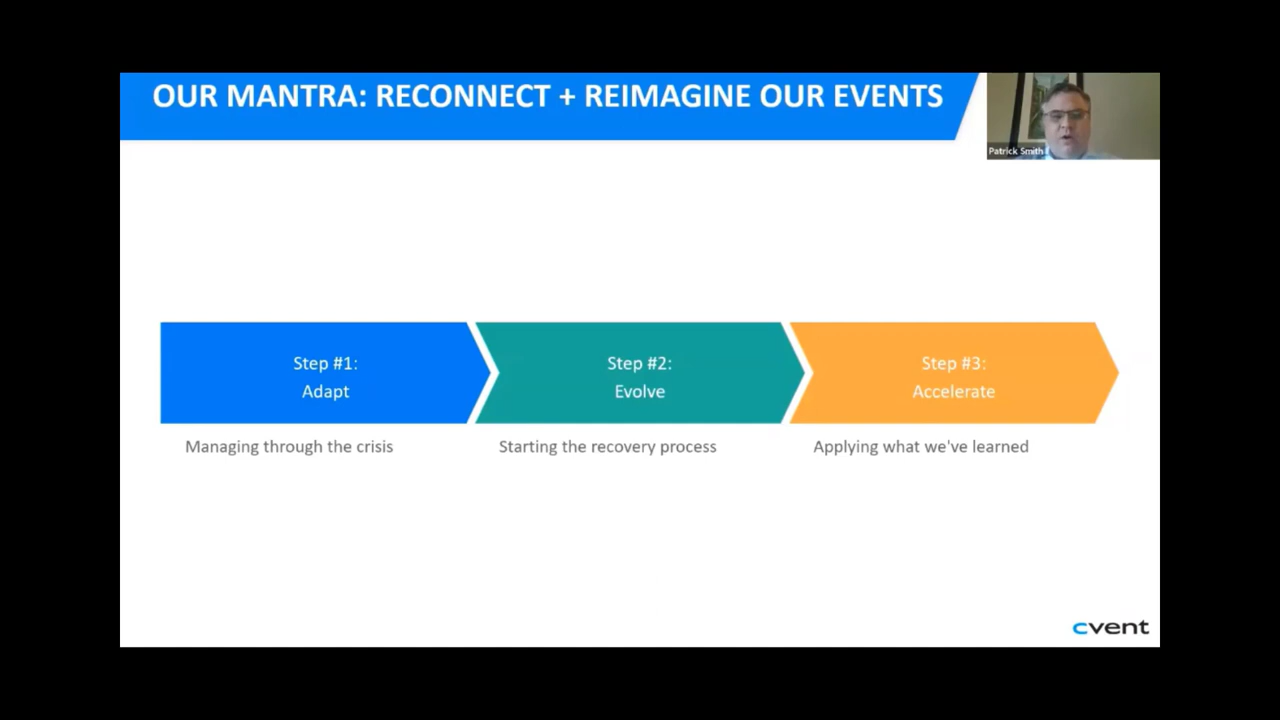 OUR MANTRA: RECONNECT + REIMAGINE OUR EVENTS
Patrick Smith
Step #1:
Adapt
Managing through the crisis
Step #2:
Evolve
Starting the recovery process
Step #3:
Accelerate
Applying what we've learned
cvent